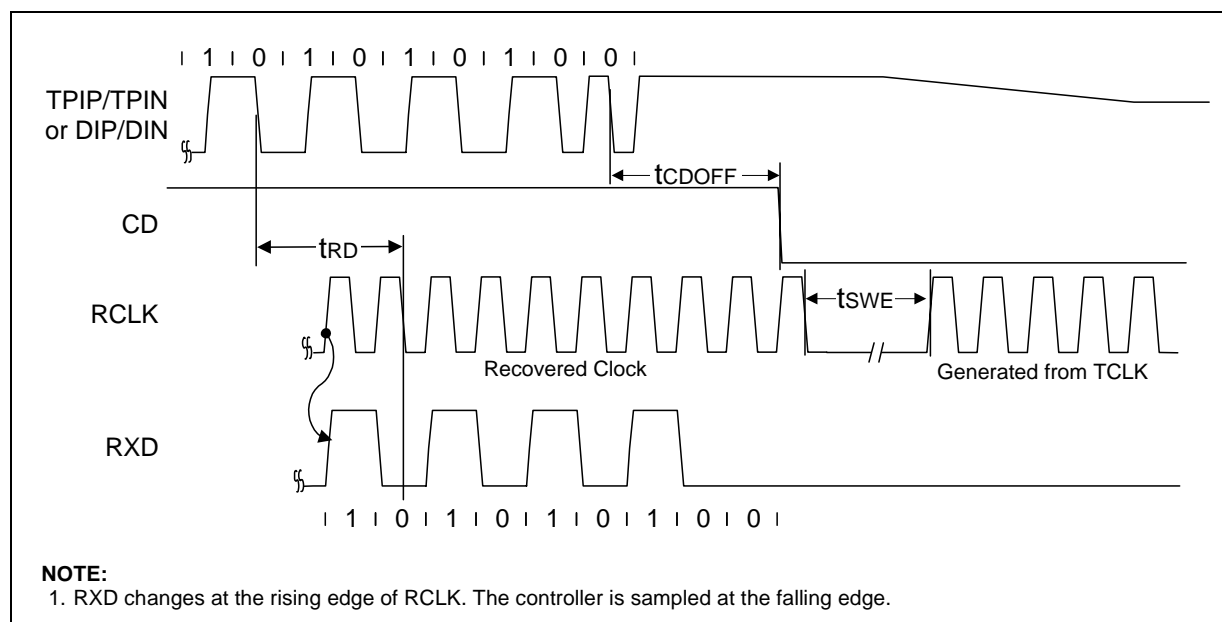 1 0 1 0 1 0 1 0 0
TPIP/TPIN
or DIP/DIN
tCDOFF
CD
tRD
tSWE
RCLK
Recovered Clock
Generated from TCLK
RXD
1 0 1 0 1 0 1 0 0
NOTE:
1. RXD changes at the rising edge of RCLK. The controller is sampled at the falling edge.